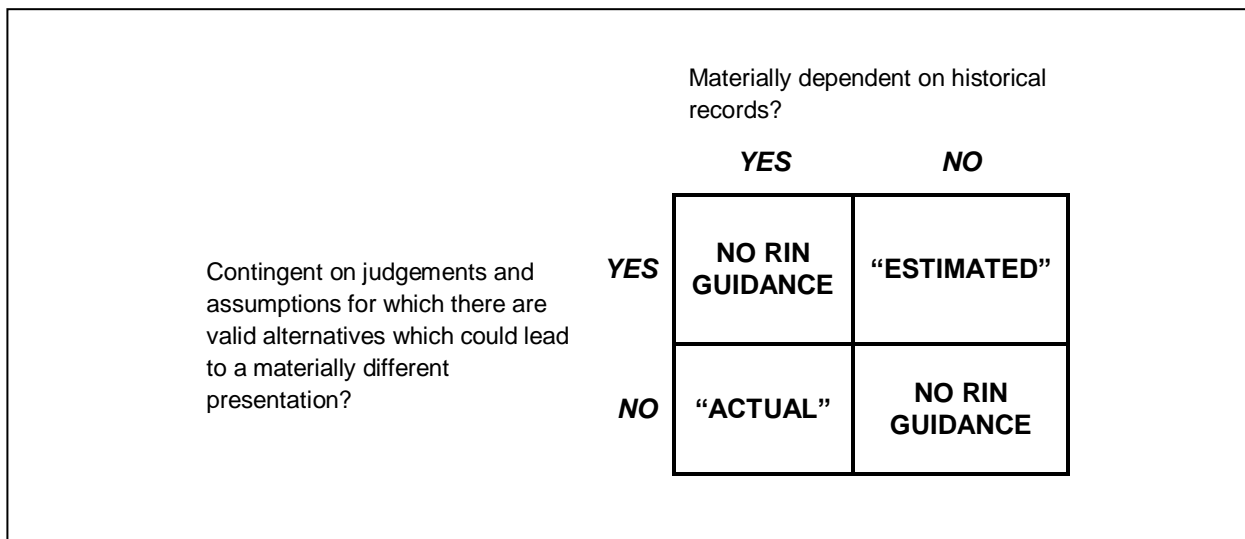 Materially dependent on historical
records?
YES NO
Contingent on judgements and
assumptions for which there are
valid alternatives which could lead
to a materially different
presentation?
YES
NO RIN
GUIDANCE
“ESTIMATED”
NO
“ACTUAL”
NO RIN
GUIDANCE